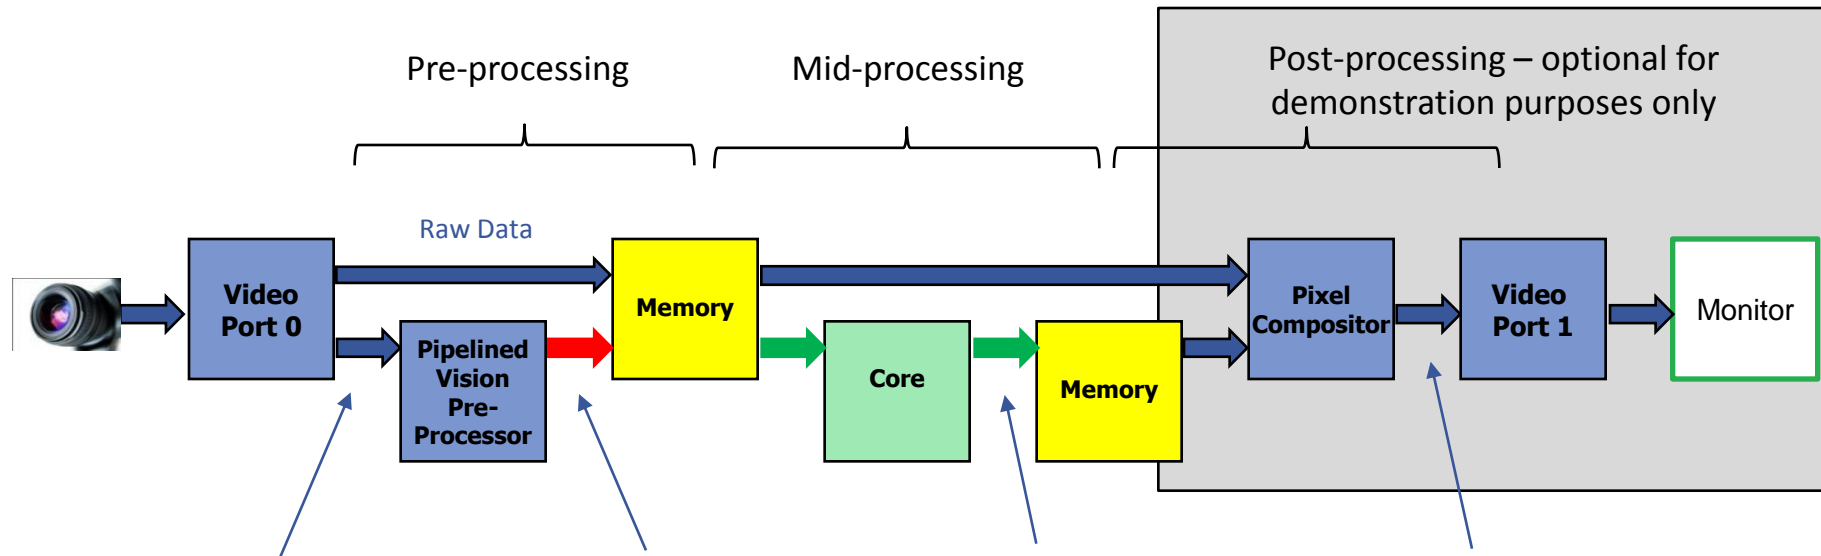 Pre-processing
Mid-processing
Post-processing – optional for
demonstration purposes only
Raw Data
Video
Port 0
Pipelined
Vision
Pre-
Processor
Memory
Core
Memory
Pixel
Compositor
Video
Port 1
Monitor